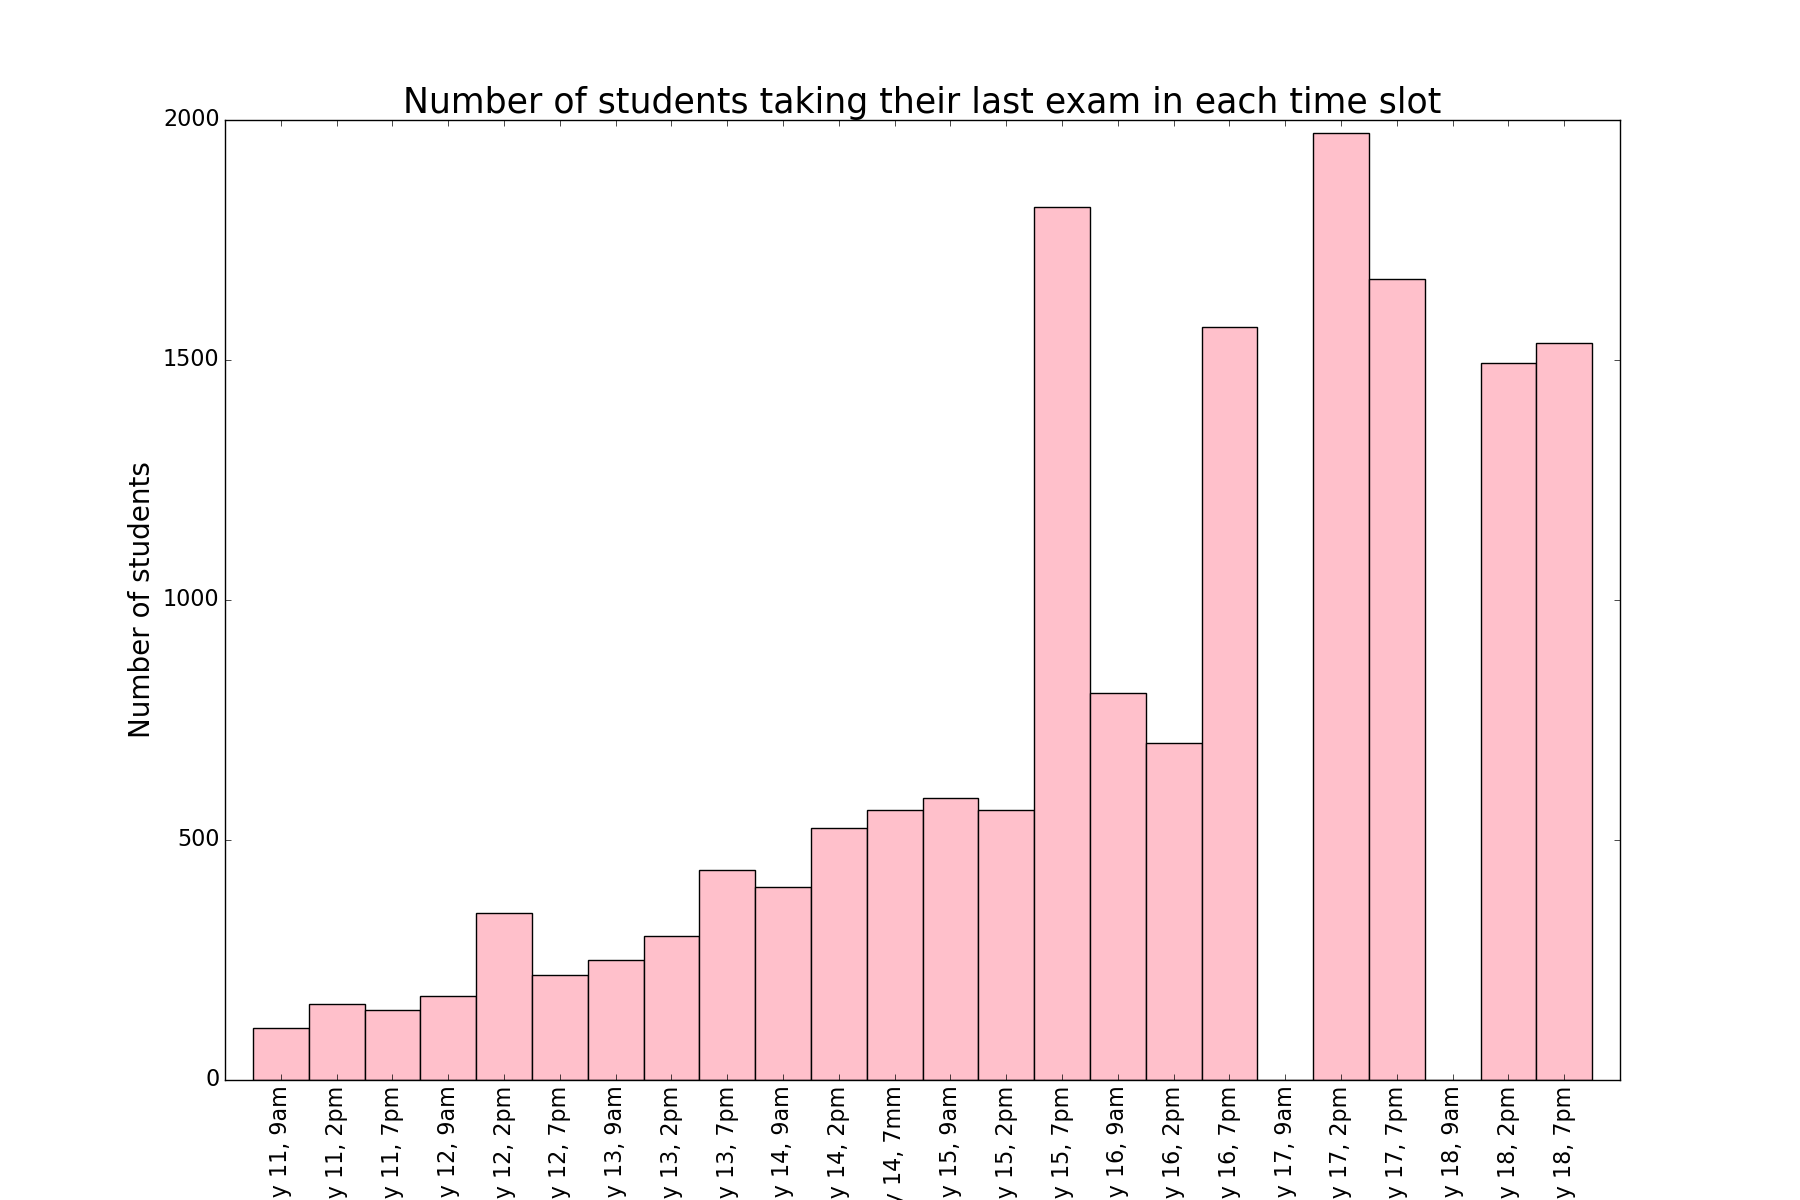 Number of students taking their last exam in each time slot
2000
1500
1000
500
0
Number of students
y 11, 9am
y 11, 2pm
y 11, 7pm
y 12, 9am
y 12, 2pm
y 12, 7pm
y 13, 9am
y 13, 2pm
y 13, 7pm
y 14, 9am
y 14, 2pm
y 14, 7mm
y 15, 9am
y 15, 2pm
y 15, 7pm
y 16, 9am
y 16, 2pm
y 16, 7pm
y 17, 9am
y 17, 2pm
y 17, 7pm
y 18, 9am
y 18, 2pm
y 18, 7pm